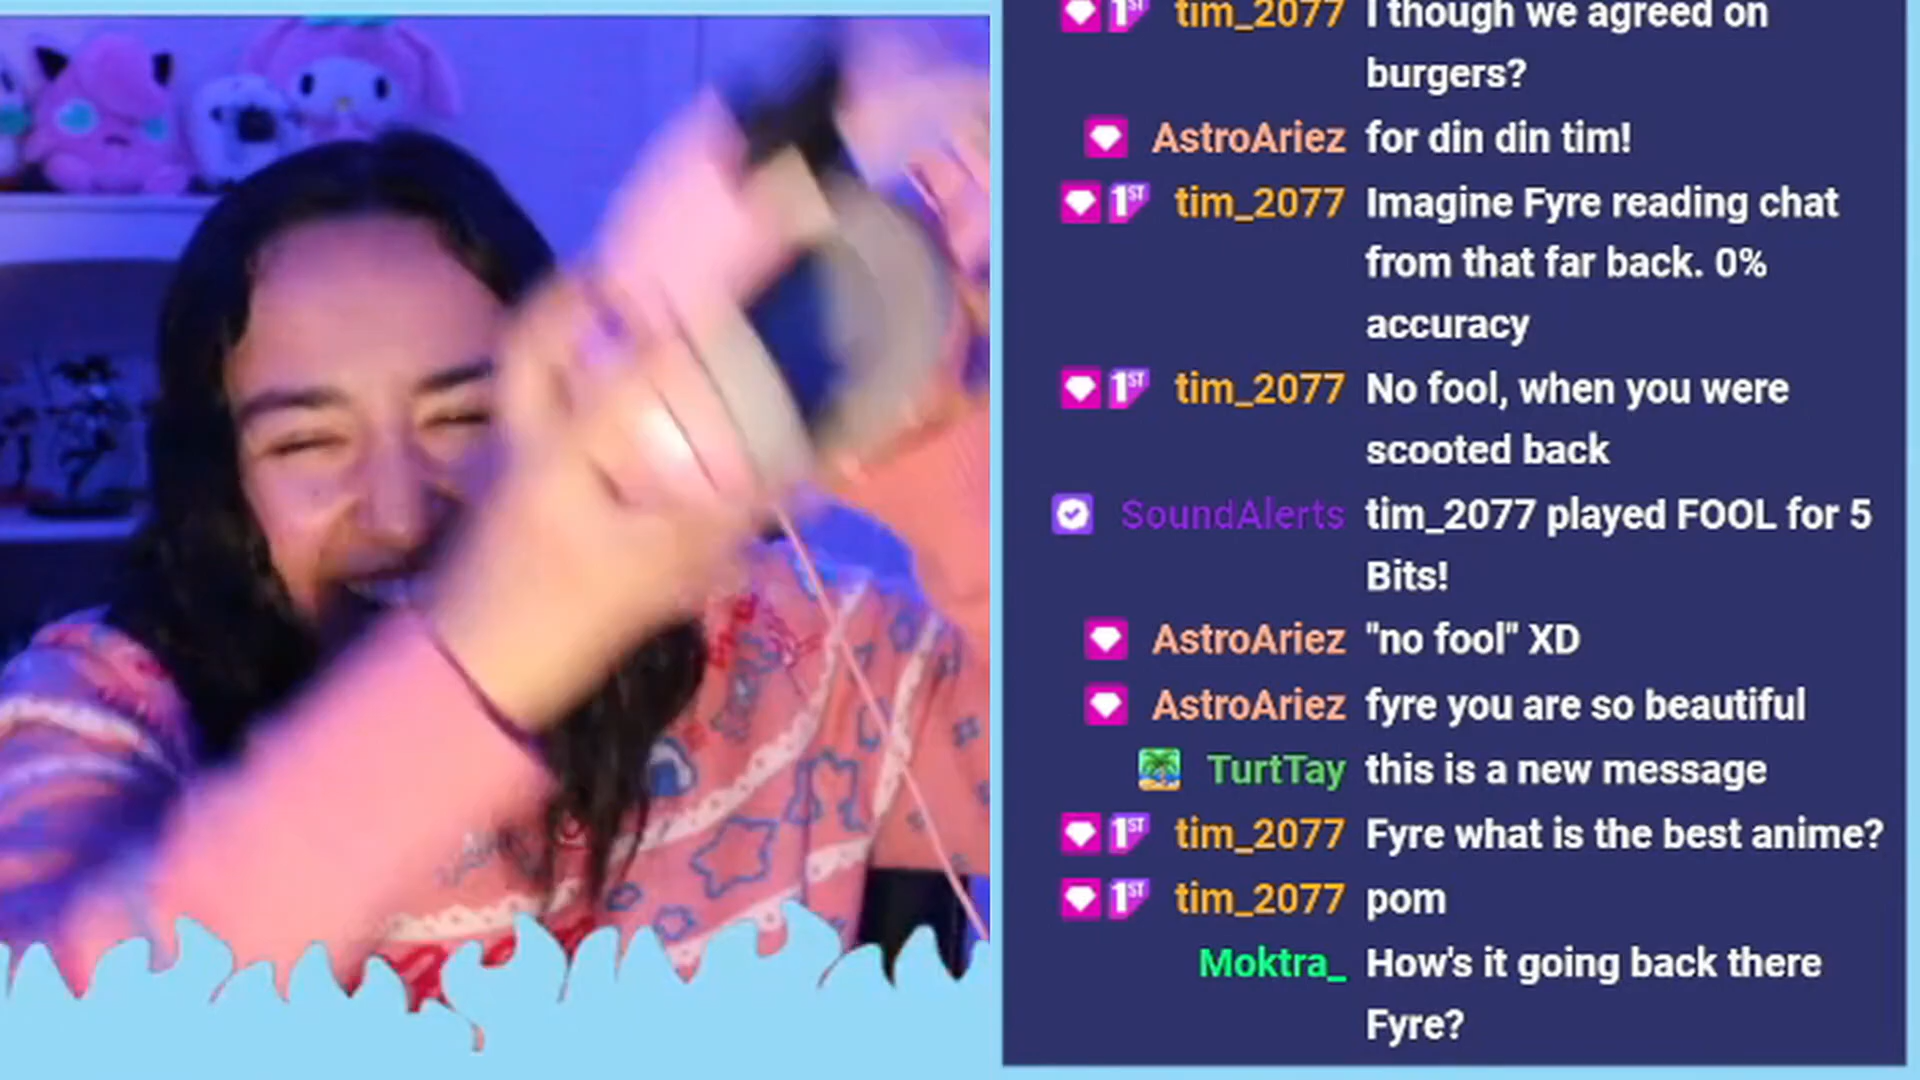 1ST tim_2077 I though we agreed on
burgers?
AstroAriez for din din tim!
1ST tim_2077 Imagine Fyre reading chat
from that far back. 0%
accuracy
1ST tim_2077 No fool, when you were
scooted back
SoundAlerts tim_2077 played FOOL for 5
Bits!
AstroAriez "no fool" XD
AstroAriez fyre you are so beautiful
TurtTay this is a new message
1ST tim_2077 Fyre what is the best anime?
1ST tim_2077 pom
Moktra_ How's it going back there
Fyre?